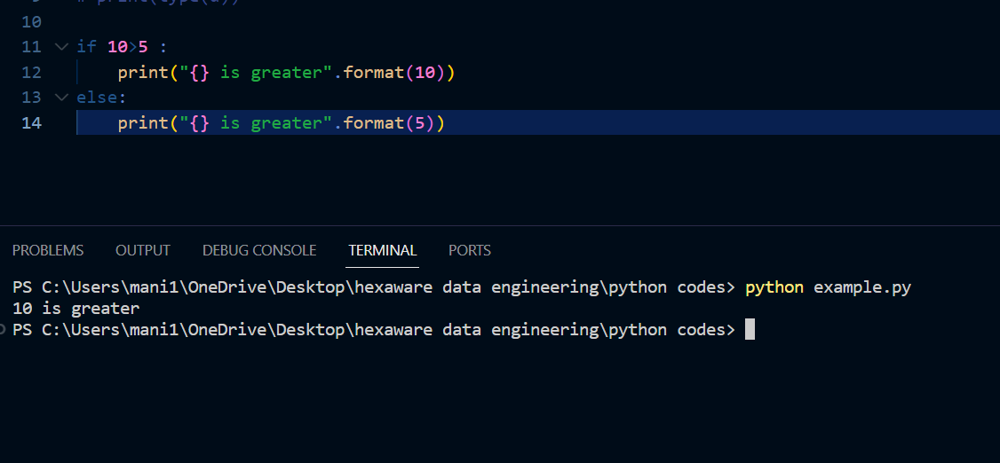 # print(type(a))
10
11 if 10>5 :
12 print("{} is greater".format(10))
13 else:
14 print("{} is greater".format(5))
PROBLEMS OUTPUT DEBUG CONSOLE TERMINAL PORTS
PS C:\Users\mani1\OneDrive\Desktop\hexaware data engineering\python codes> python example.py
10 is greater
PS C:\Users\mani1\OneDrive\Desktop\hexaware data engineering\python codes>